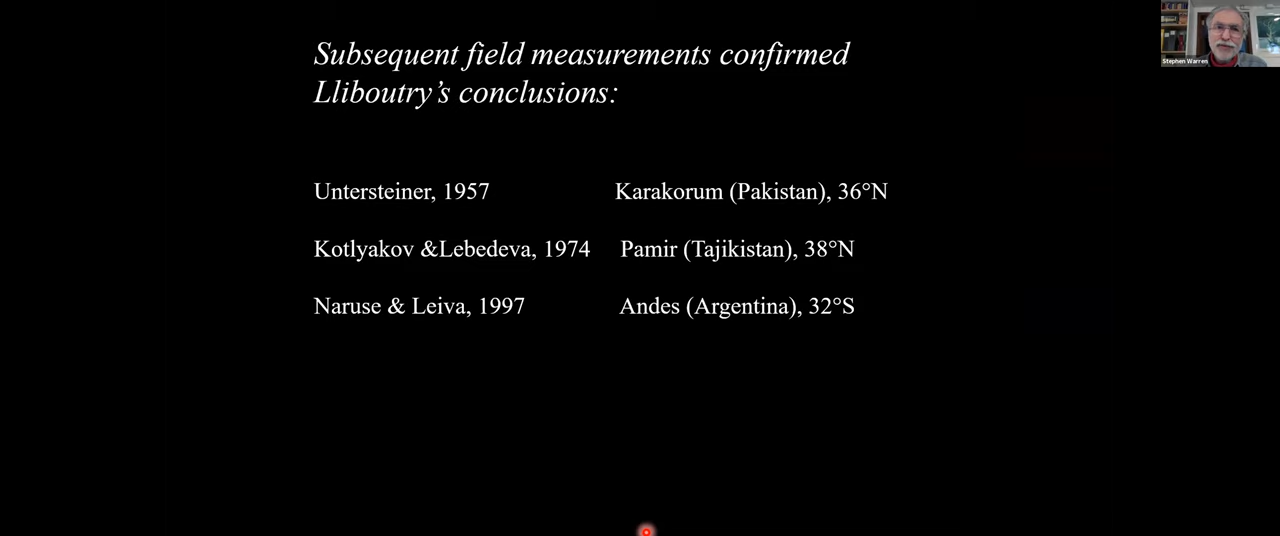 Subsequent field measurements confirmed
Lliboutry’s conclusions:
Untersteiner, 1957 Karakorum (Pakistan), 36°N
Kotlyakov &Lebedeva, 1974 Pamir (Tajikistan), 38°N
Naruse & Leiva, 1997 Andes (Argentina), 32°S
Stephen Warren